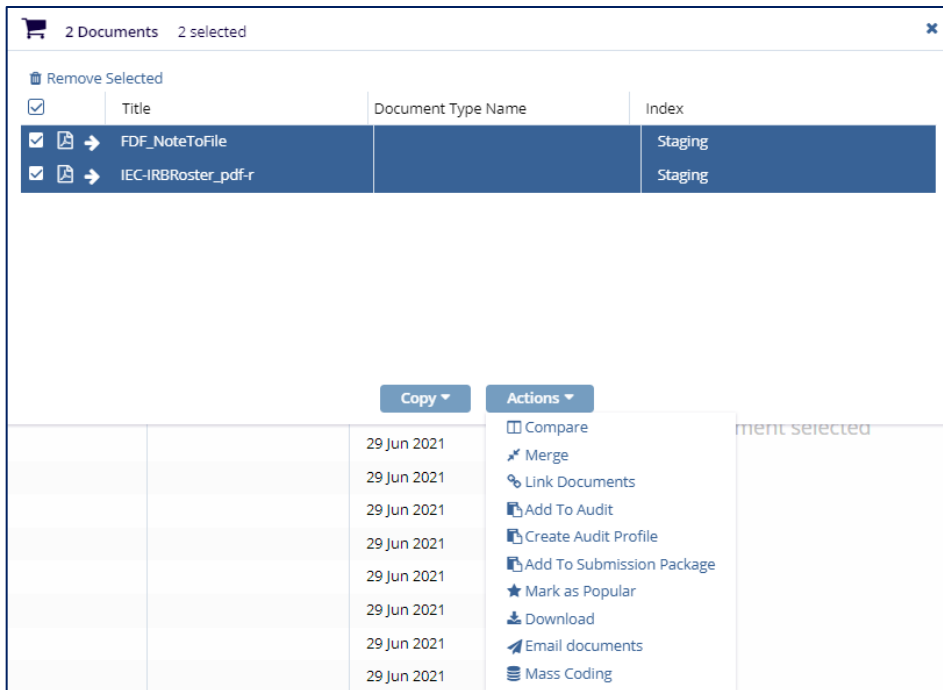 2 Documents 2 selected
Remove Selected
Title Document Type Name Index
FDF_NoteToFile Staging
IEC-IRBRoster_pdf-r Staging
Copy Actions
Compare
selected
29 Jun 2021
Merge
29 Jun 2021
Link Documents
29 Jun 2021
Add To Audit
29 Jun 2021
Create Audit Profile
29 Jun 2021
Add To Submission Package
29 Jun 2021
Mark as Popular
29 Jun 2021
Download
29 Jun 2021
Email documents
Mass Coding